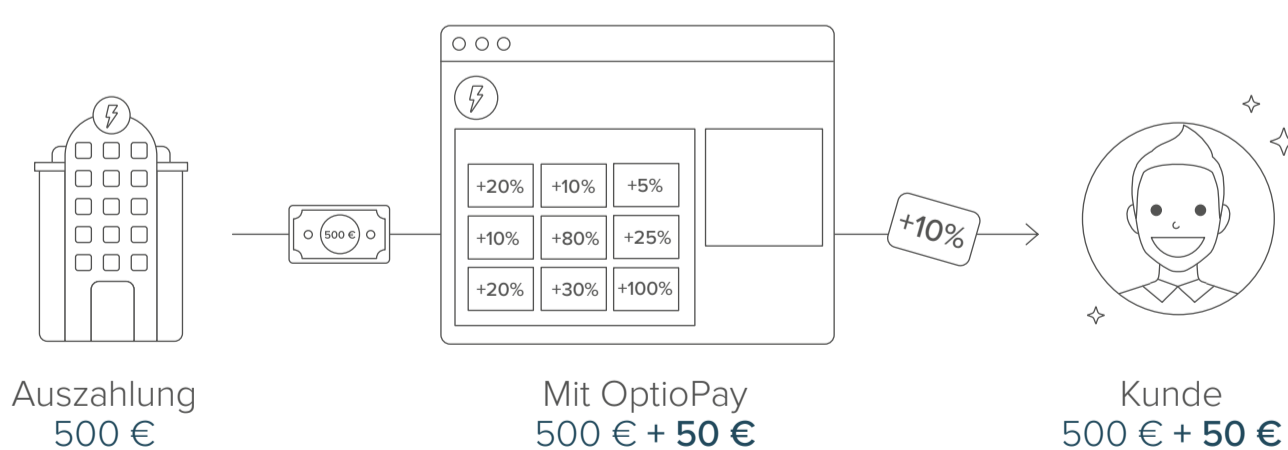 500 €
+20% +10% +5%
+10% +80% +25%
+20% +30% +100%
+10%
Auszahlung
500 €
Mit OptioPay
500 € + 50 €
Kunde
500 € + 50 €